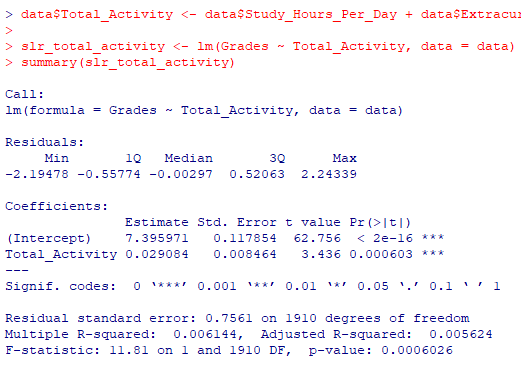 > data$Total_Activity <- data$Study_Hours_Per_Day + data$Extracur
>
> slr_total_activity <- lm(Grades ~ Total_Activity, data = data)
> summary(slr_total_activity)
Call:
lm(formula = Grades ~ Total_Activity, data = data)
Residuals:
     Min       1Q   Median       3Q      Max
-2.19478 -0.55774 -0.00297  0.52063  2.24339
Coefficients:
               Estimate Std. Error t value Pr(>|t|)
(Intercept)    7.395971   0.117854  62.756  < 2e-16 ***
Total_Activity 0.029084   0.008464   3.436 0.000603 ***
---
Signif. codes:  0 ‘***’ 0.001 ‘**’ 0.01 ‘*’ 0.05 ‘.’ 0.1 ‘ ’ 1
Residual standard error: 0.7561 on 1910 degrees of freedom
Multiple R-squared:  0.006144,  Adjusted R-squared:  0.005624
F-statistic: 11.81 on 1 and 1910 DF,  p-value: 0.0006026